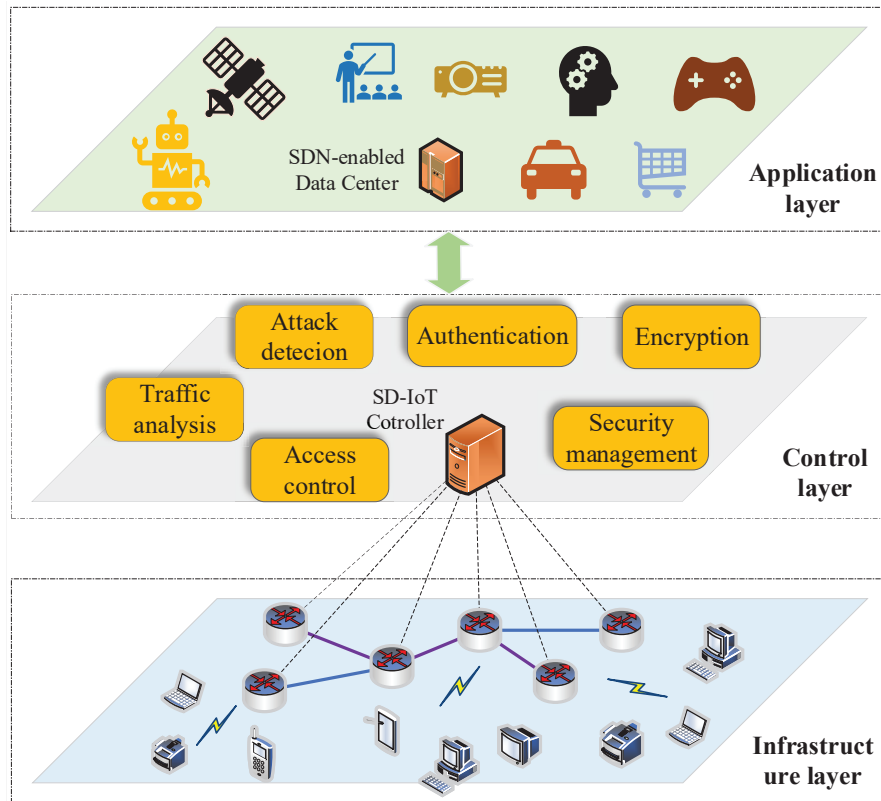 SDN-enabled
Data Center
Application
layer
Attack
detecion
Authentication
Encryption
Traffic
analysis
SD-IoT
Cotroller
Security
management
Access
control
Control
layer
Infrastruct
ure layer